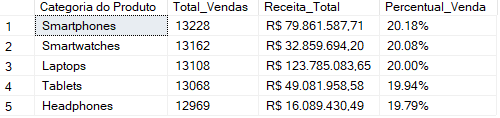 Categoria do Produto Total_Vendas Receita_Total Percentual_Venda
1 Smartphones 13228 R$ 79.861.587,71 20.18%
2 Smartwatches 13162 R$ 32.859.694,20 20.08%
3 Laptops 13108 R$ 123.785.083,65 20.00%
4 Tablets 13068 R$ 49.081.958,58 19.94%
5 Headphones 12969 R$ 16.089.430,49 19.79%